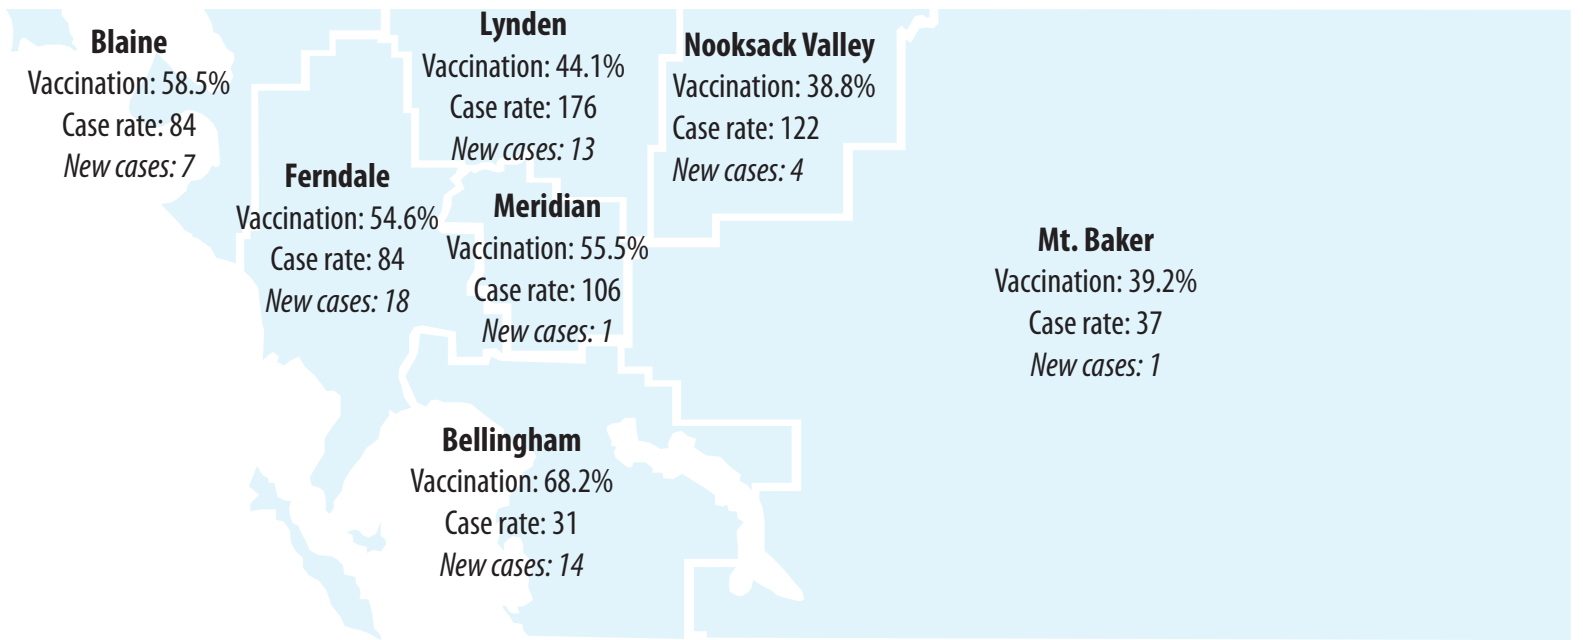 Blaine
Vaccination: 58.5%
Case rate: 84
New cases: 7
Lynden
Vaccination: 44.1%
Case rate: 176
New cases: 13
Nooksack Valley
Vaccination: 38.8%
Case rate: 122
New cases: 4
Ferndale
Vaccination: 54.6%
Case rate: 84
New cases: 18
Meridian
Vaccination: 55.5%
Case rate: 106
New cases: 1
Mt. Baker
Vaccination: 39.2%
Case rate: 37
New cases: 1
Bellingham
Vaccination: 68.2%
Case rate: 31
New cases: 14